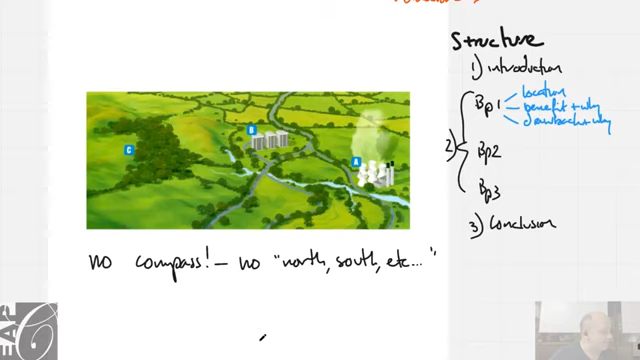 Structure
1) introduction
Bp1
location
benefit + why
drawback + why
2)
Bp2
Bp3
3) Conclusion
C
B
A
no compass! – no "north, south, etc..."
EAP